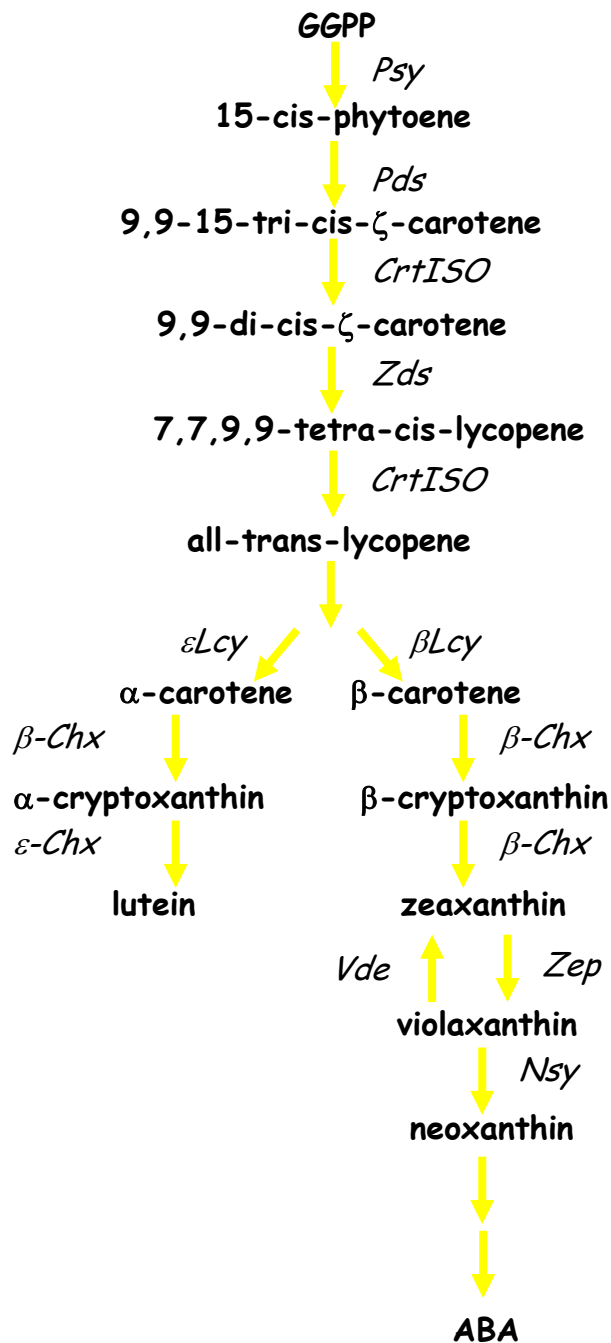 GGPP
Psy
15-cis-phytoene
Pds
9,9-15-tri-cis-ζ-carotene
CrtISO
9,9-di-cis-ζ-carotene
Zds
7,7,9,9-tetra-cis-lycopene
CrtISO
all-trans-lycopene
εLcy βLcy
α-carotene β-carotene
β-Chx β-Chx
α-cryptoxanthin β-cryptoxanthin
ε-Chx β-Chx
lutein zeaxanthin
Vde Zep
violaxanthin
Nsy
neoxanthin
ABA